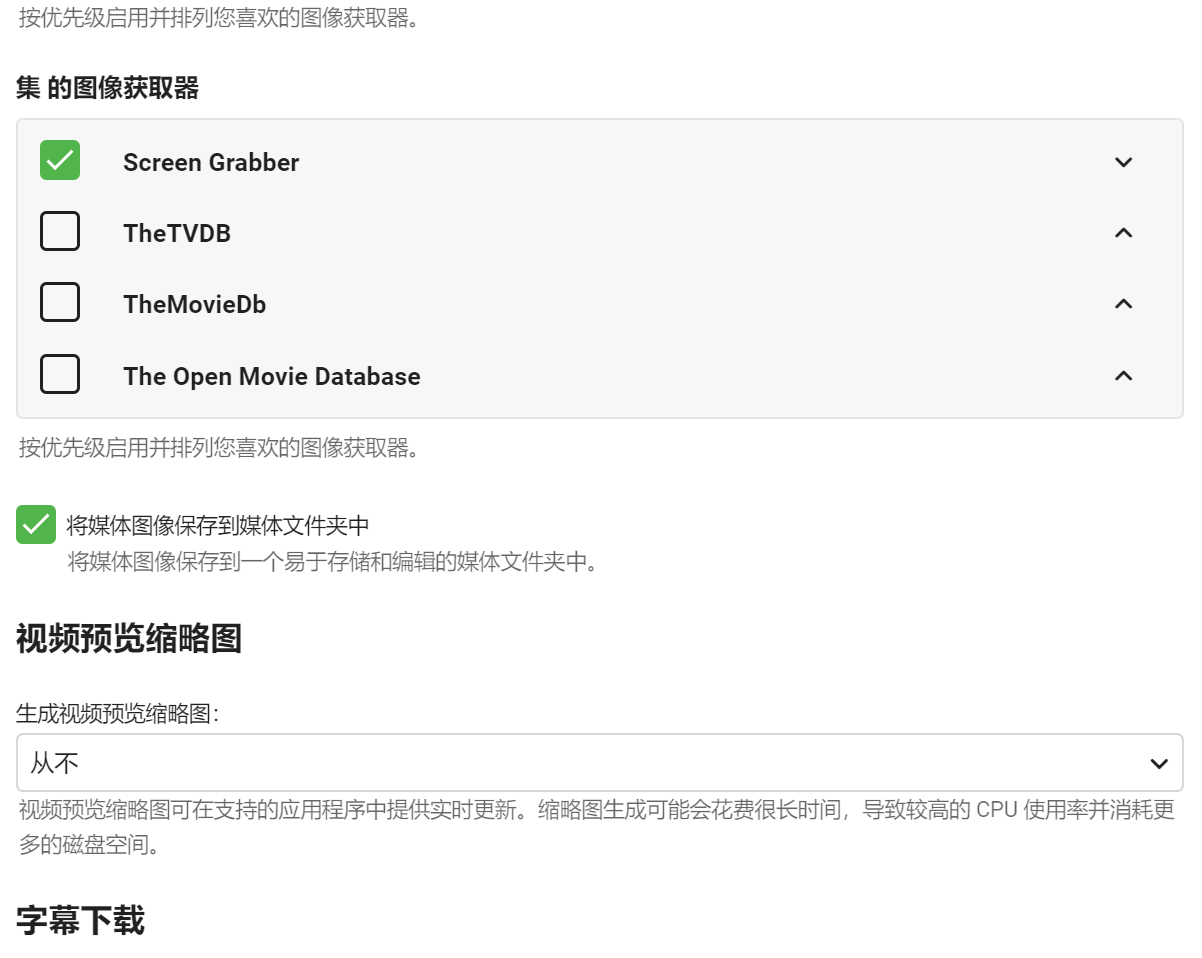 按优先级启用并排列您喜欢的图像获取器。
集 的图像获取器
Screen Grabber
TheTVDB
TheMovieDb
The Open Movie Database
按优先级启用并排列您喜欢的图像获取器。
将媒体图像保存到媒体文件夹中
将媒体图像保存到一个易于存储和编辑的媒体文件夹中。
视频预览缩略图
生成视频预览缩略图：
从不
视频预览缩略图可在支持的应用程序中提供实时更新。缩略图生成可能会花费很长时间，导致较高的 CPU 使用率并消耗更
多的磁盘空间。
字幕下载